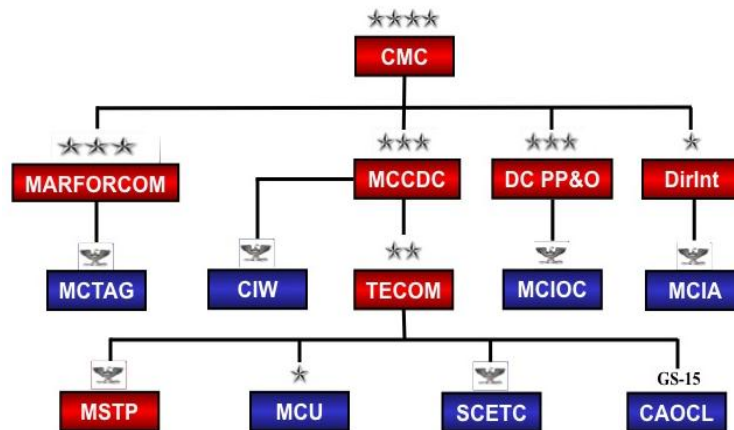 CMC
MARFORCOM
MCCDC
DC PP&O
DirInt
MCTAG
CIW
TECOM
MCIOC
MCIA
GS-15
MSTP
MCU
SCETC
CAOCL